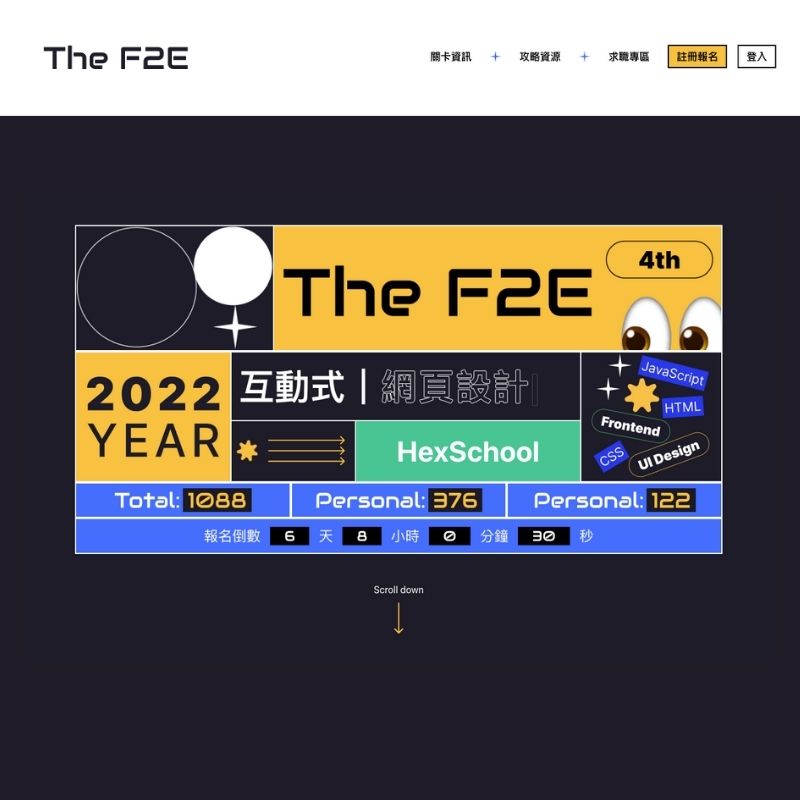 The F2E
關卡資訊 攻略資源 求職專區 註冊報名 登入
The F2E
4th
2022
YEAR
互動式 | 網頁設計
HexSchool
JavaScript
HTML
Frontend
CSS
UI Design
Total: 1088 Personal: 376 Personal: 122
報名倒數 6 天 8 小時 0 分鐘 30 秒
Scroll down